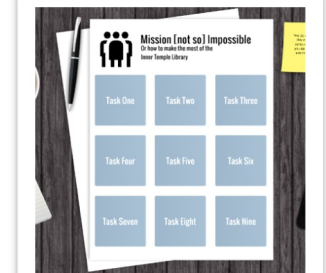 Mission [not so] Impossible
Or how to make the most of the
Inner Temple Library
Task One Task Two Task Three
Task Four Task Five Task Six
Task Seven Task Eight Task Nine